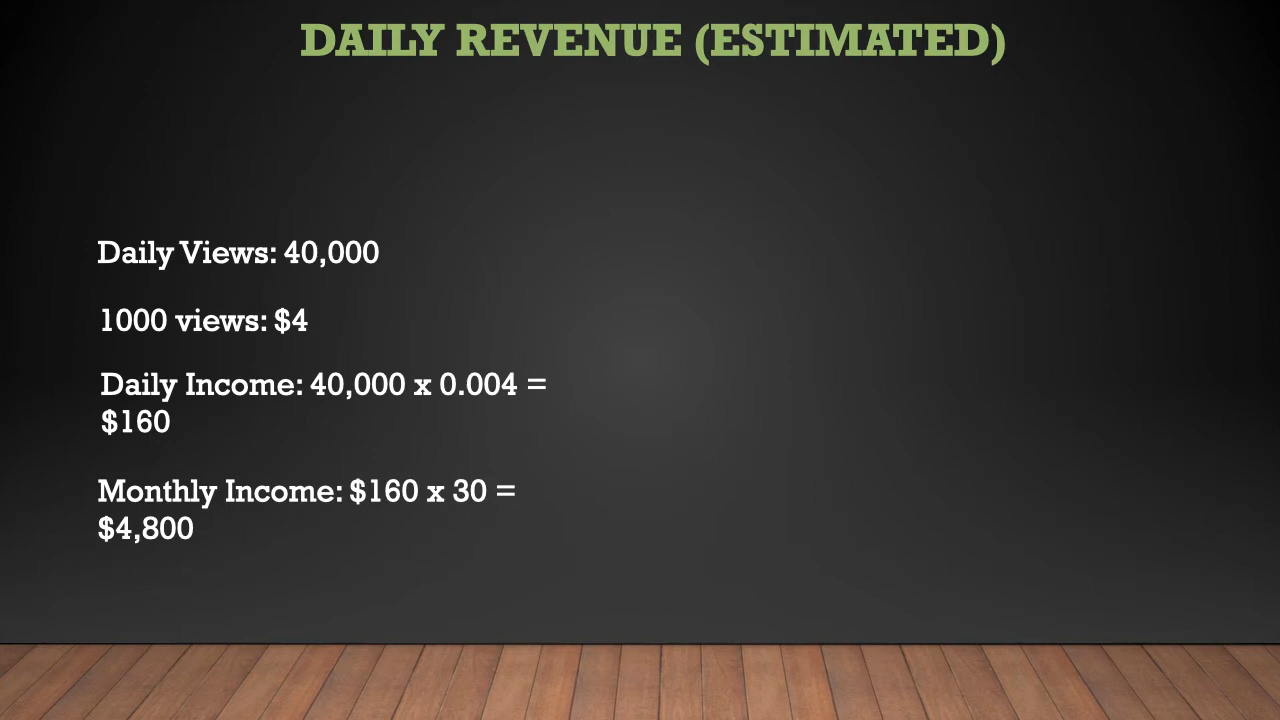 DAILY REVENUE (ESTIMATED)
Daily Views: 40,000
1000 views: $4
Daily Income: 40,000 x 0.004 =
$160
Monthly Income: $160 x 30 =
$4,800